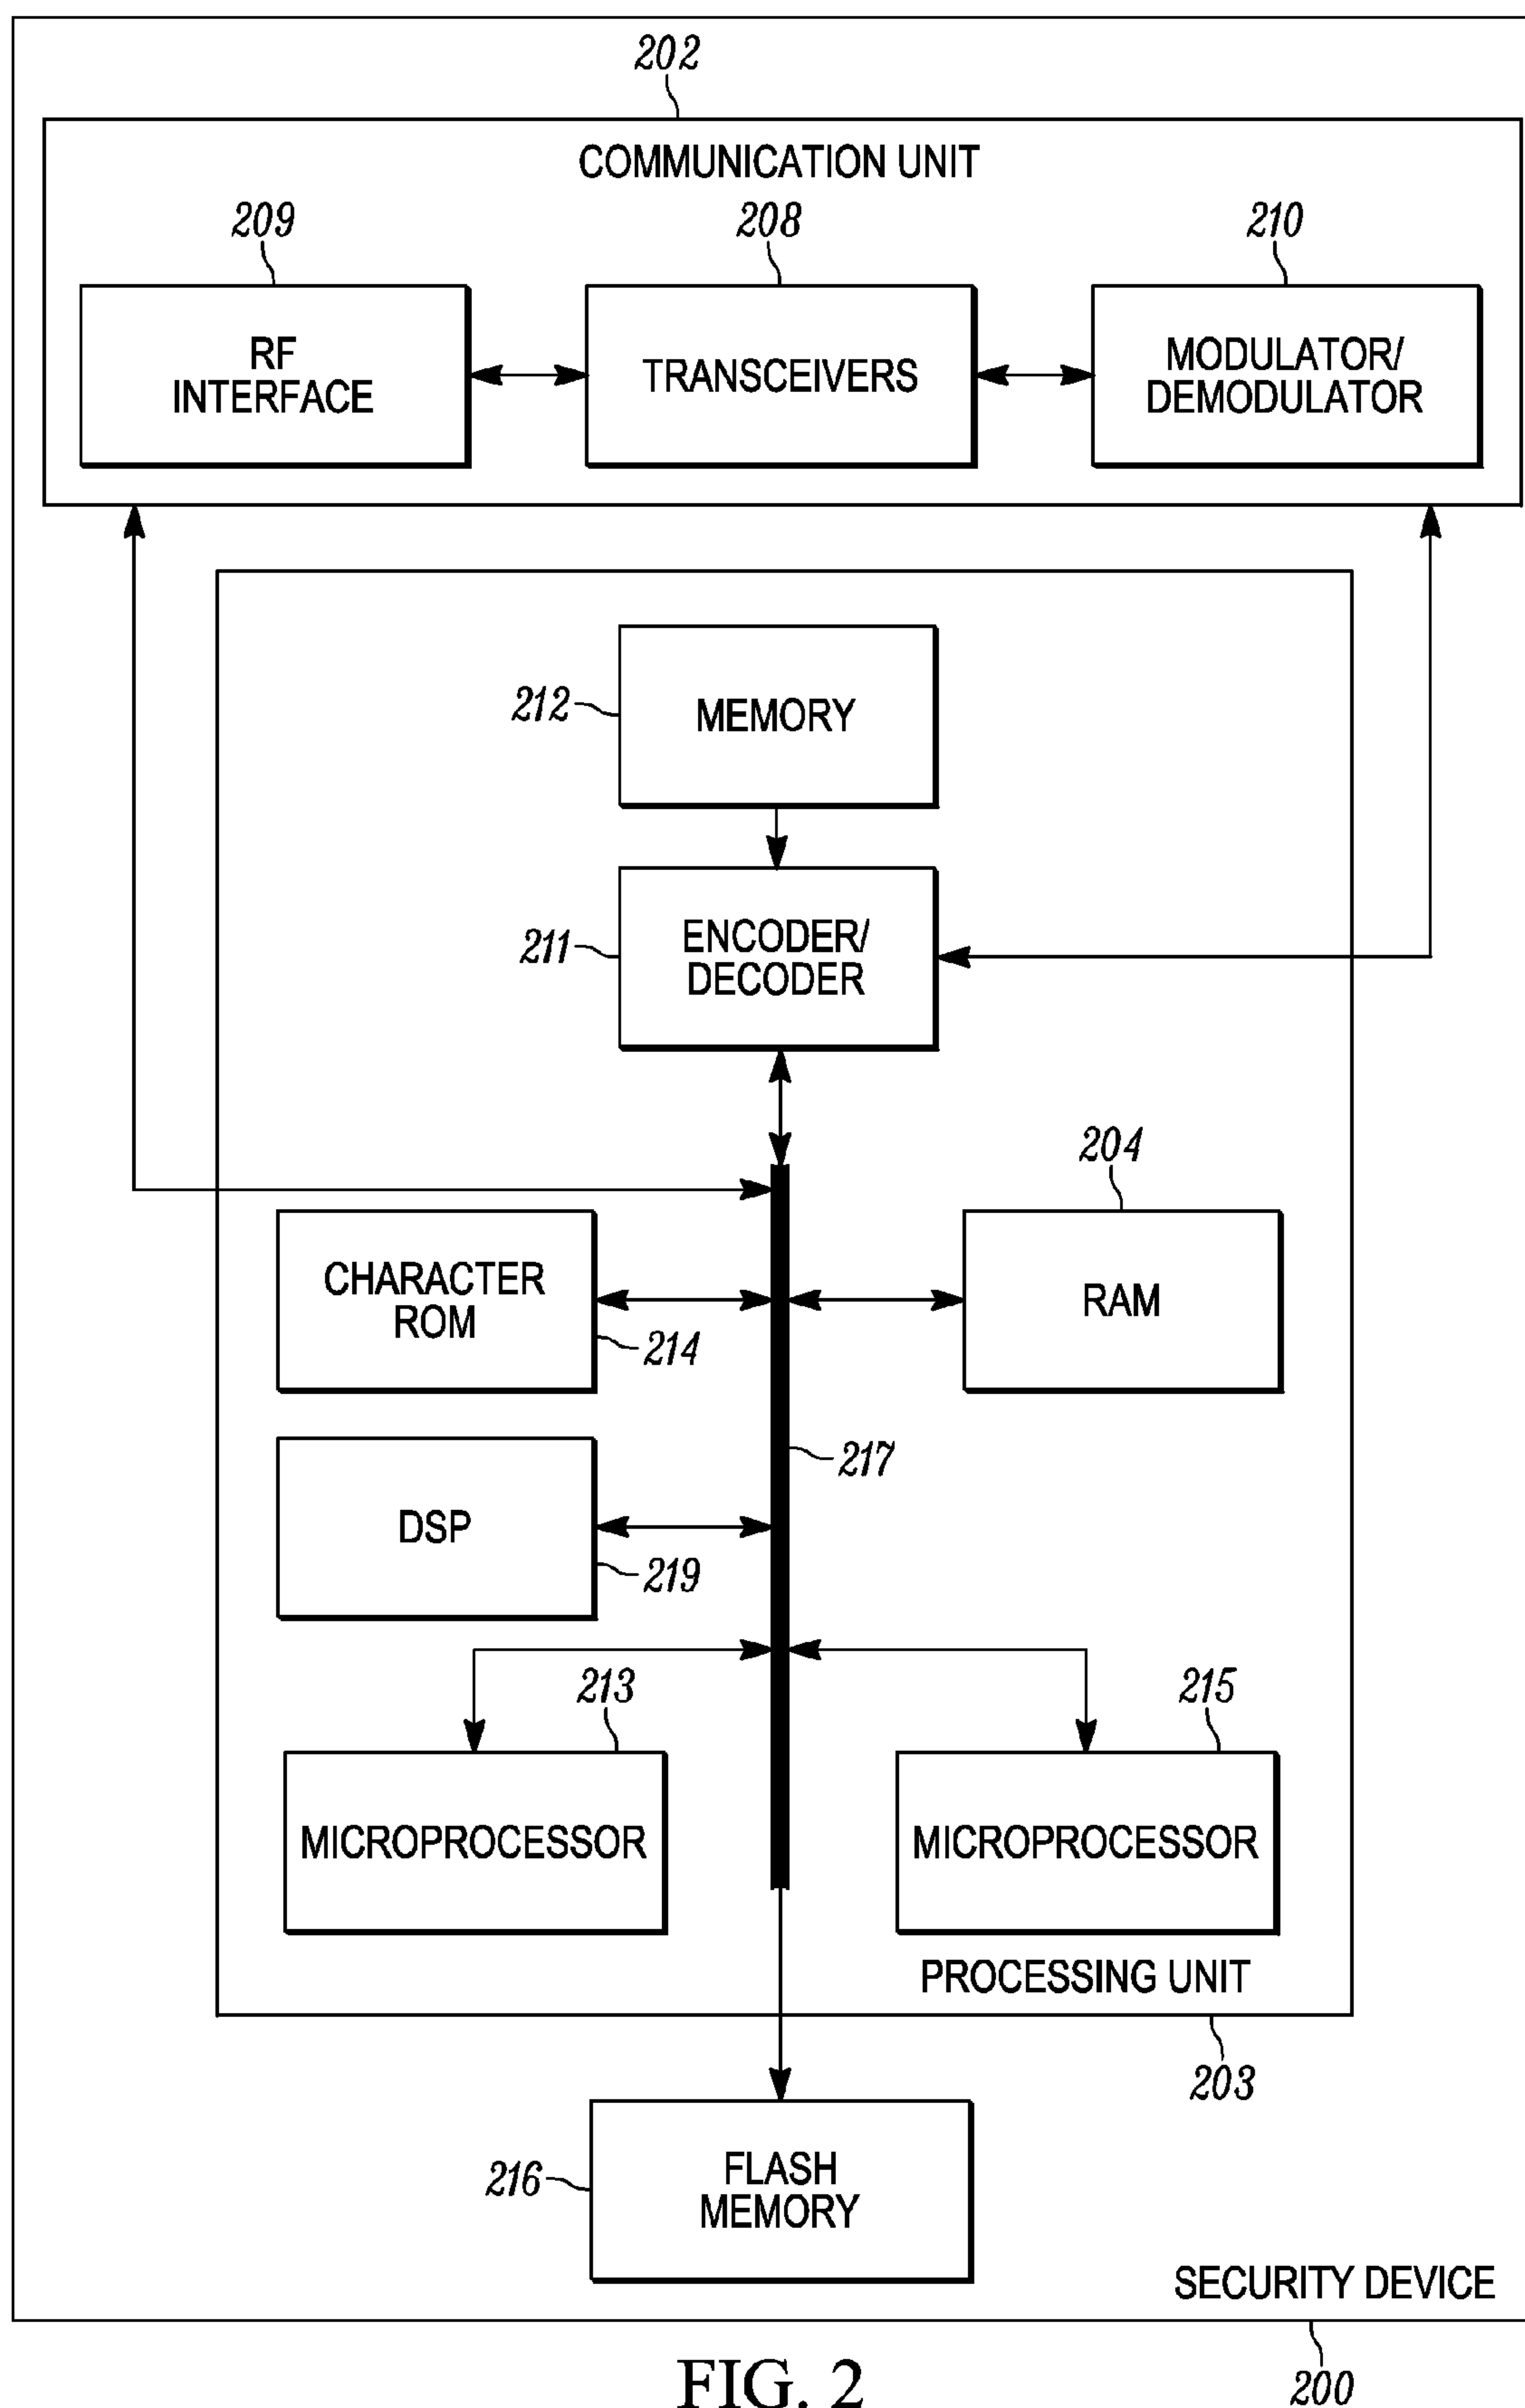 202
COMMUNICATION UNIT
209
208
210
RF
INTERFACE
TRANSCEIVERS
MODULATOR/
DEMODULATOR
212
MEMORY
211
ENCODER/
DECODER
204
CHARACTER
ROM
214
RAM
217
DSP
219
213
215
MICROPROCESSOR
MICROPROCESSOR
PROCESSING UNIT
203
216
FLASH
MEMORY
SECURITY DEVICE
200
FIG. 2